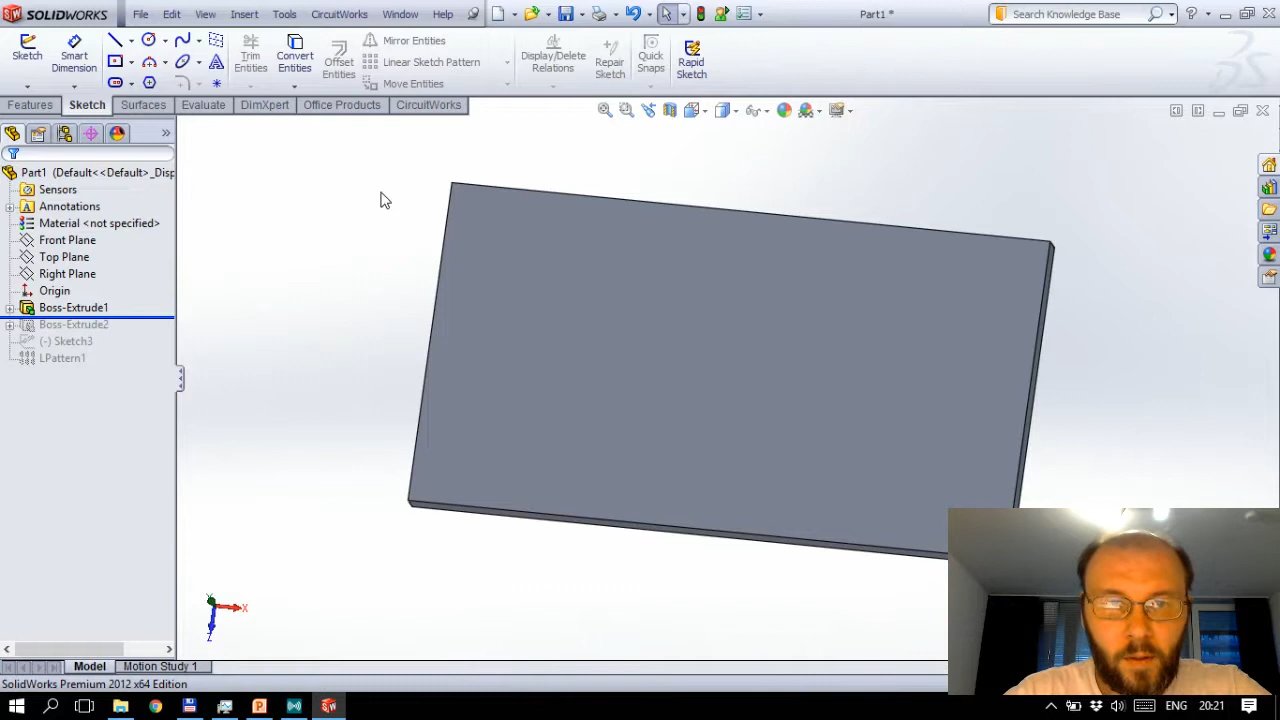 SOLIDWORKS File Edit View Insert Tools CircuitWorks Window Help Part1 * Search Knowledge Base
Sketch Smart Dimension Trim Entities Convert Entities Offset Entities Mirror Entities Linear Sketch Pattern Move Entities Display/Delete Relations Repair Sketch Quick Snaps Rapid Sketch
Features Sketch Surfaces Evaluate DimXpert Office Products CircuitWorks
Part1 (Default<<Default>_Disp
Sensors
Annotations
Material <not specified>
Front Plane
Top Plane
Right Plane
Origin
Boss-Extrude1
Boss-Extrude2
(-) Sketch3
LPattern1
Y
X
Z
Model Motion Study 1
SolidWorks Premium 2012 x64 Edition
ENG 20:21